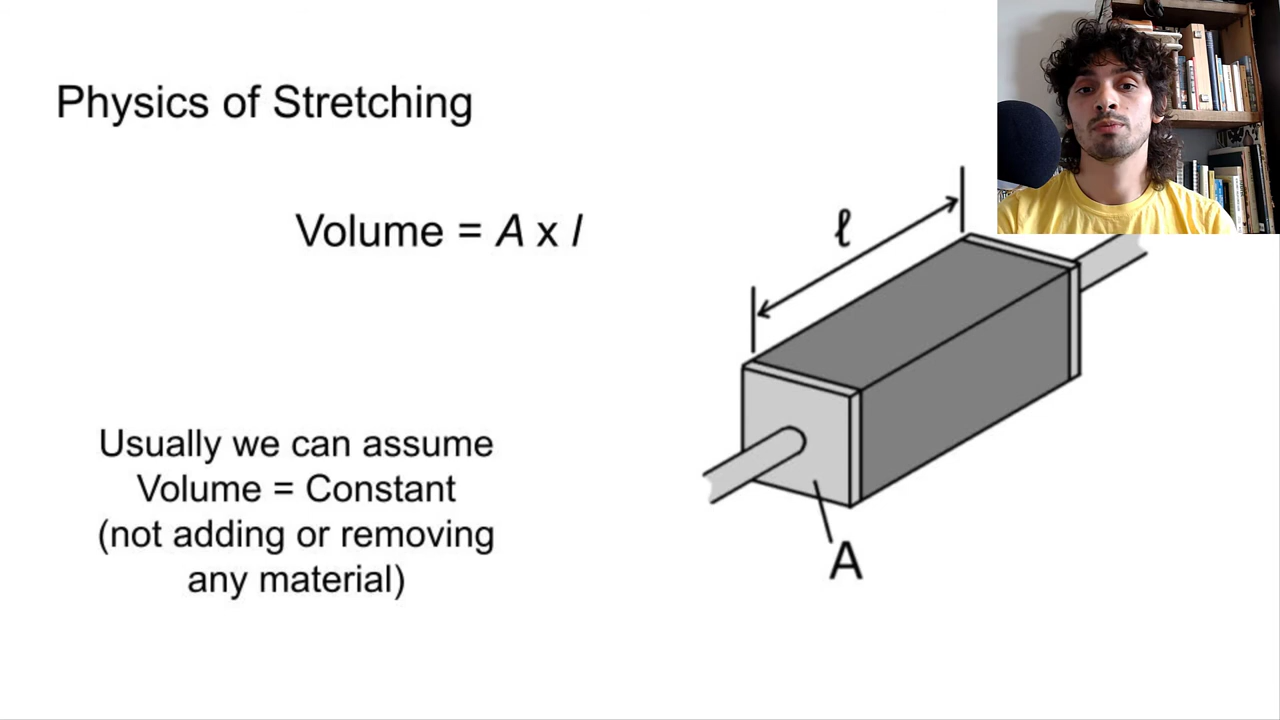 Physics of Stretching
Volume = A x l
ℓ
Usually we can assume
Volume = Constant
(not adding or removing
any material)
A